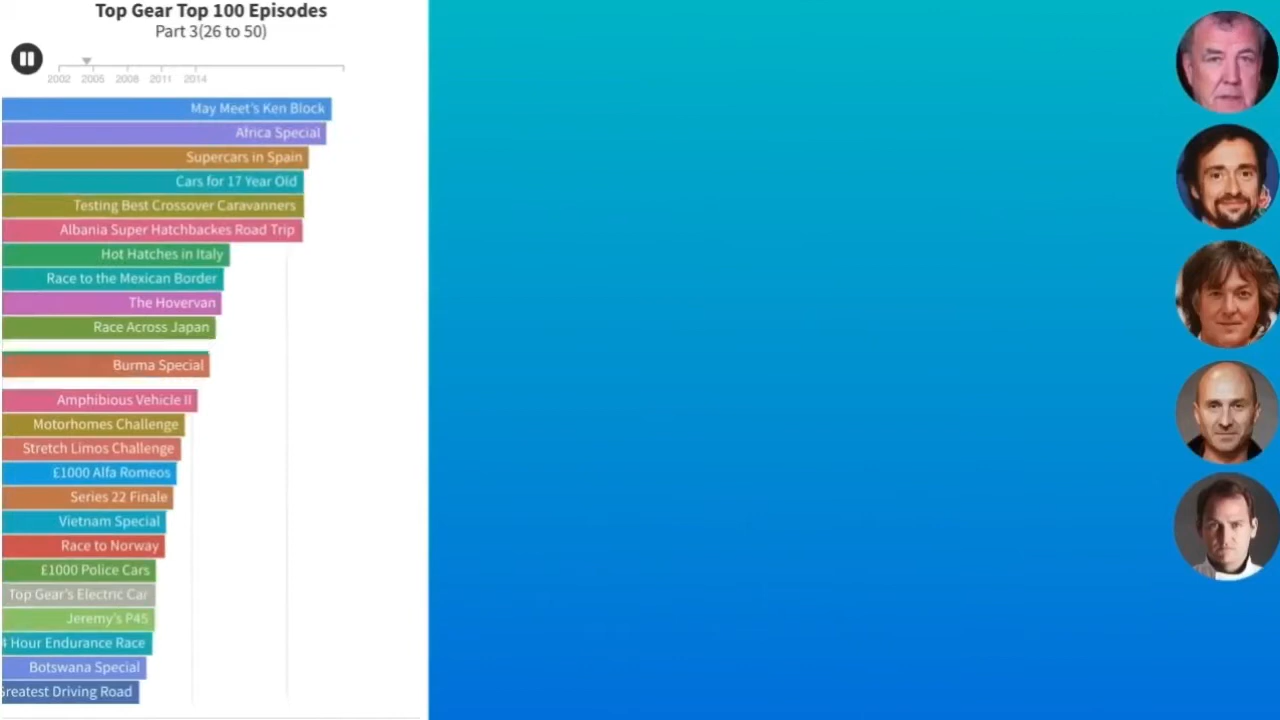 Top Gear Top 100 Episodes
Part 3(26 to 50)
2002 2005 2008 2011 2014
May Meet's Ken Block
Africa Special
Supercars in Spain
Cars for 17 Year Old
Testing Best Crossover Caravanners
Albania Super Hatchbackes Road Trip
Hot Hatches in Italy
Race to the Mexican Border
The Hovervan
Race Across Japan
Burma Special
Amphibious Vehicle II
Motorhomes Challenge
Stretch Limos Challenge
£1000 Alfa Romeos
Series 22 Finale
Vietnam Special
Race to Norway
£1000 Police Cars
Top Gear's Electric Car
Jeremy's P45
4 Hour Endurance Race
Botswana Special
Greatest Driving Road